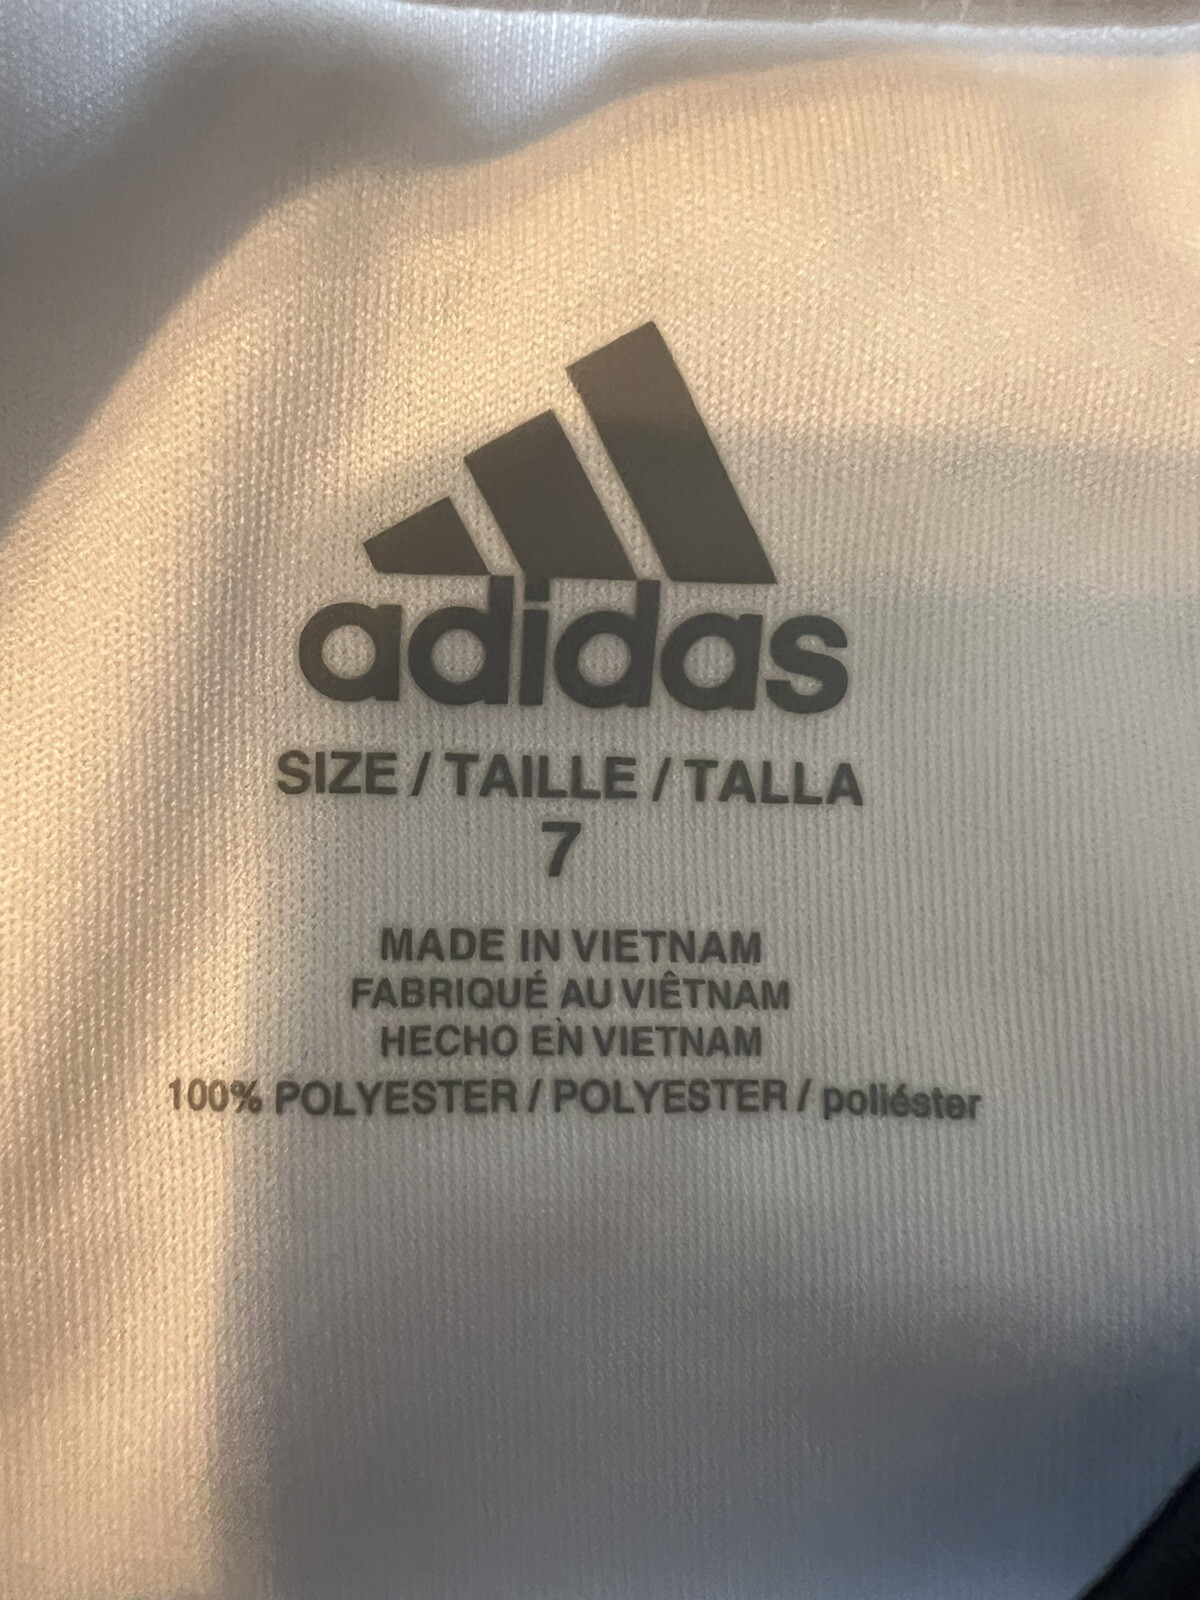 adidas
SIZE / TAILLE / TALLA
7
MADE IN VIETNAM
FABRIQUÉ AU VIÊTNAM
HECHO EN VIETNAM
100% POLYESTER / POLYESTER / poliéster